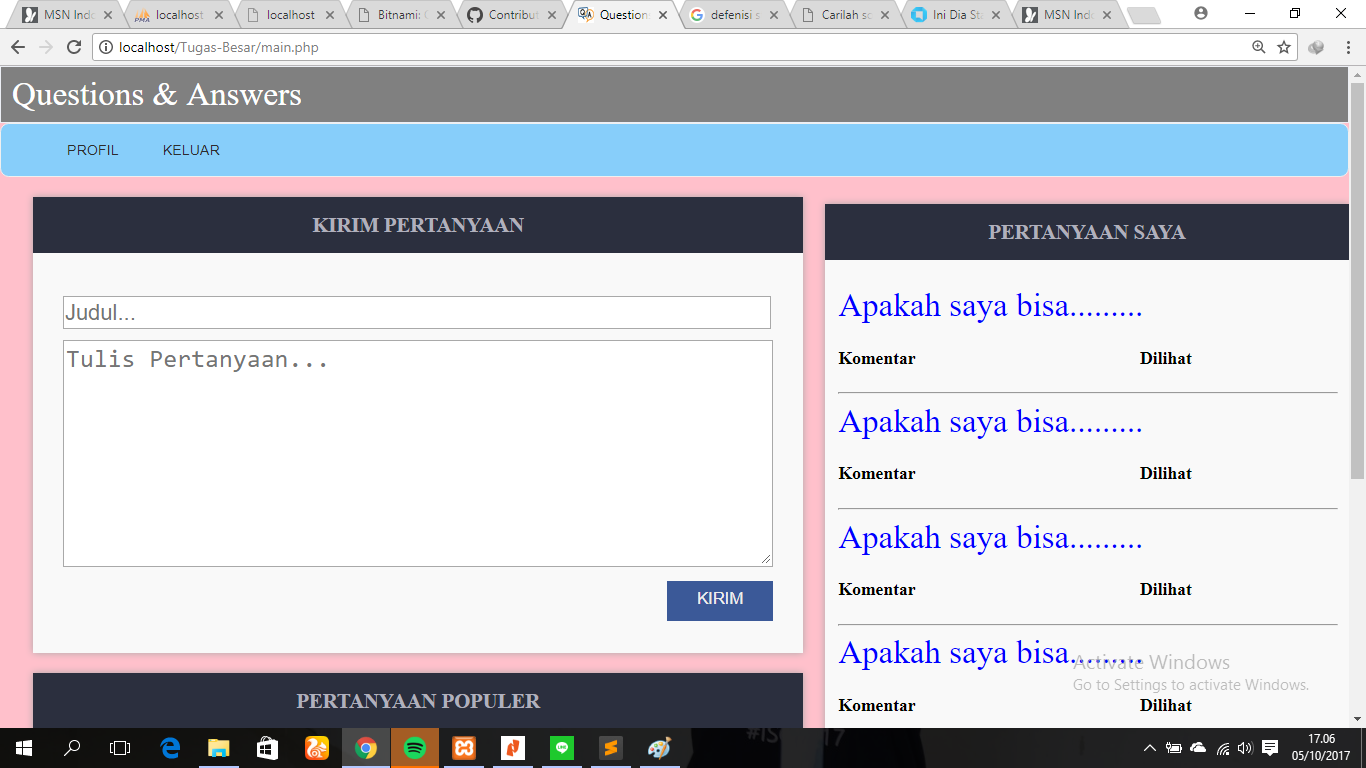 MSN Indo
localhost
localhost
Bitnami:
Contribut
Questions
defenisi s
Carilah so
Ini Dia Sta
MSN Indo
localhost/Tugas-Besar/main.php
Questions & Answers
PROFIL KELUAR
KIRIM PERTANYAAN
Judul...
Tulis Pertanyaan...
KIRIM
PERTANYAAN POPULER
PERTANYAAN SAYA
Apakah saya bisa.........
Komentar Dilihat
Apakah saya bisa.........
Komentar Dilihat
Apakah saya bisa.........
Komentar Dilihat
Apakah saya bisa.........
Komentar Dilihat
Activate Windows
Go to Settings to activate Windows.
17.06
05/10/2017